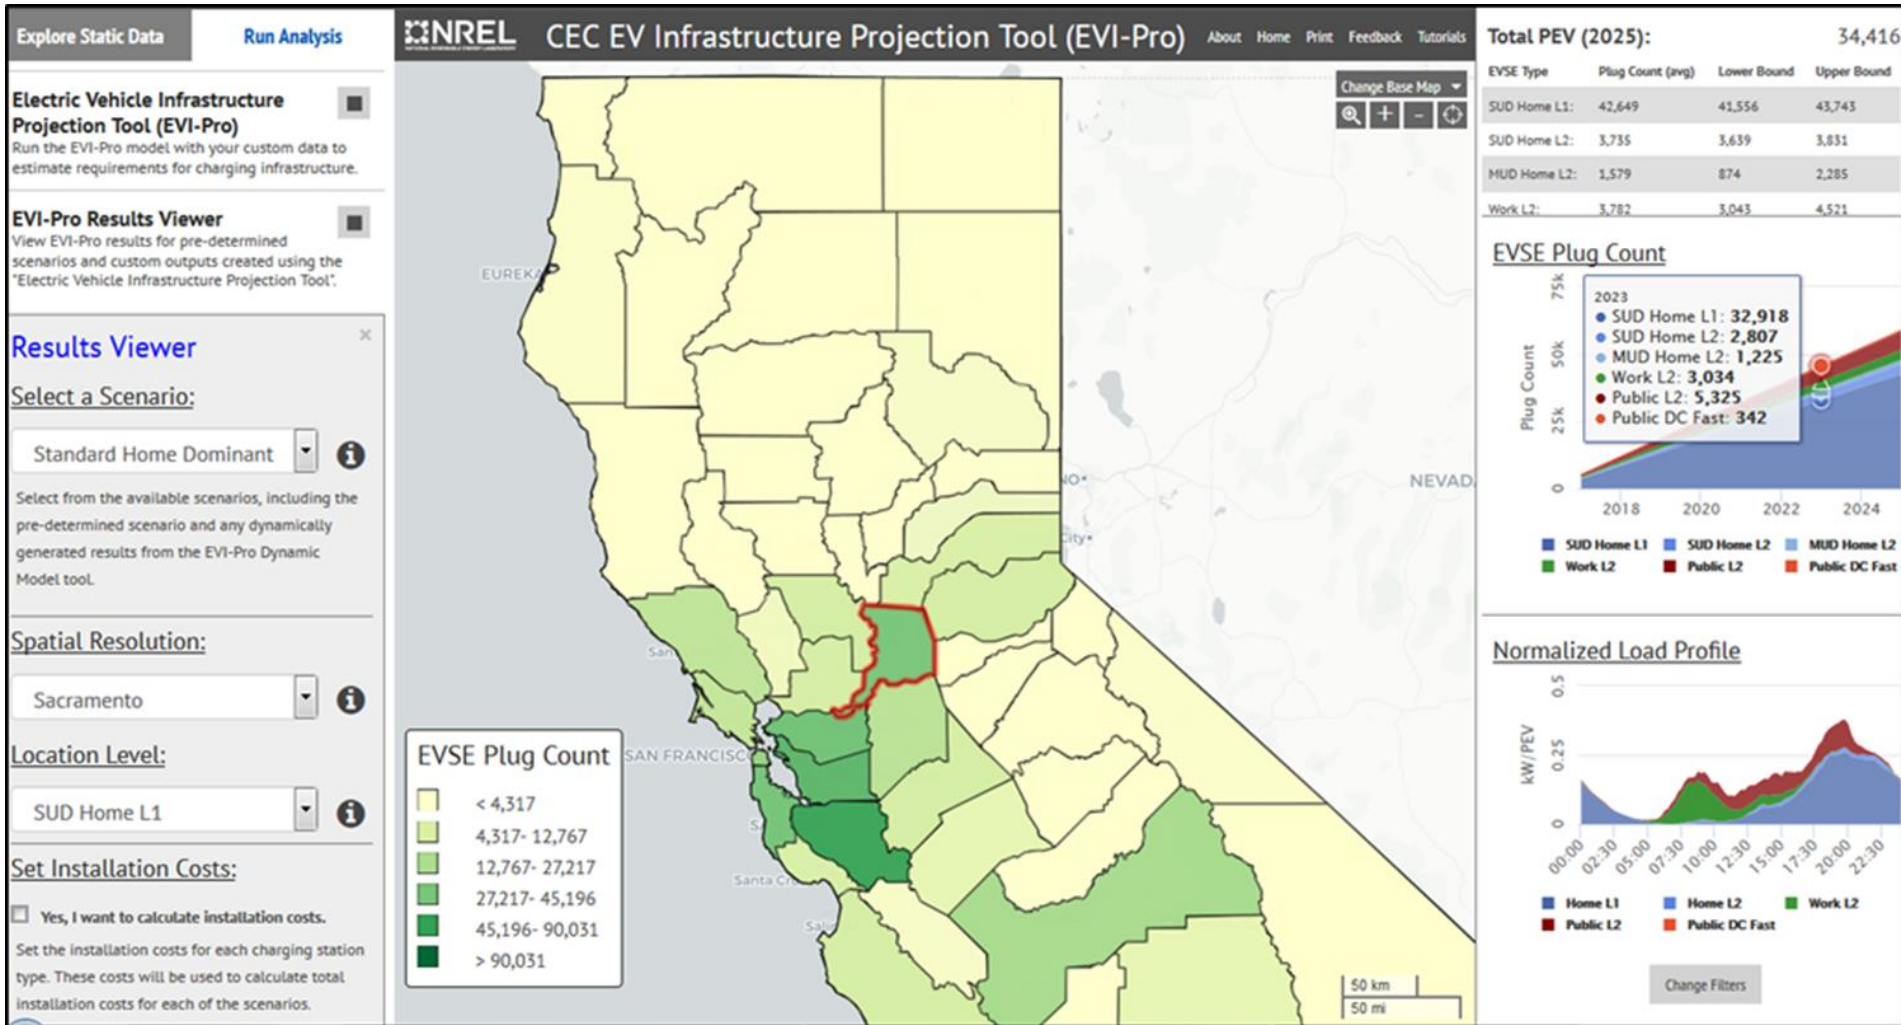 Explore Static Data
Run Analysis
Electric Vehicle Infrastructure
Projection Tool (EVI-Pro)
Run the EVI-Pro model with your custom data to
estimate requirements for charging infrastructure.
EVI-Pro Results Viewer
View EVI-Pro results for pre-determined
scenarios and custom outputs created using the
"Electric Vehicle Infrastructure Projection Tool".
Results Viewer
×
Select a Scenario:
Standard Home Dominant
Select from the available scenarios, including the
pre-determined scenario and any dynamically
generated results from the EVI-Pro Dynamic
Model tool.
Spatial Resolution:
Sacramento
Location Level:
SUD Home L1
Set Installation Costs:
Yes, I want to calculate installation costs.
Set the installation costs for each charging station
type. These costs will be used to calculate total
installation costs for each of the scenarios.
NREL
NATIONAL RENEWABLE ENERGY LABORATORY
CEC EV Infrastructure Projection Tool (EVI-Pro)
About Home Print Feedback Tutorials
Change Base Map
EUREKA
NO
NEVAD
City
San
SAN FRANCISC
S
Santa Cr
Sali
EVSE Plug Count
< 4,317
4,317- 12,767
12,767- 27,217
27,217- 45,196
45,196- 90,031
> 90,031
50 km
50 mi
Total PEV (2025): 34,416
EVSE Type Plug Count (avg) Lower Bound Upper Bound
SUD Home L1: 42,649 41,556 43,743
SUD Home L2: 3,735 3,639 3,831
MUD Home L2: 1,579 874 2,285
Work L2: 3,782 3,043 4,521
EVSE Plug Count
Plug Count
75k
50k
25k
0
2023
SUD Home L1: 32,918
SUD Home L2: 2,807
MUD Home L2: 1,225
Work L2: 3,034
Public L2: 5,325
Public DC Fast: 342
2018 2020 2022 2024
SUD Home L1 SUD Home L2 MUD Home L2
Work L2 Public L2 Public DC Fast
Normalized Load Profile
kW/PEV
0.5
0.25
0
00:00 02:30 05:00 07:30 10:00 12:30 15:00 17:30 20:00 22:30
Home L1 Home L2 Work L2
Public L2 Public DC Fast
Change Filters